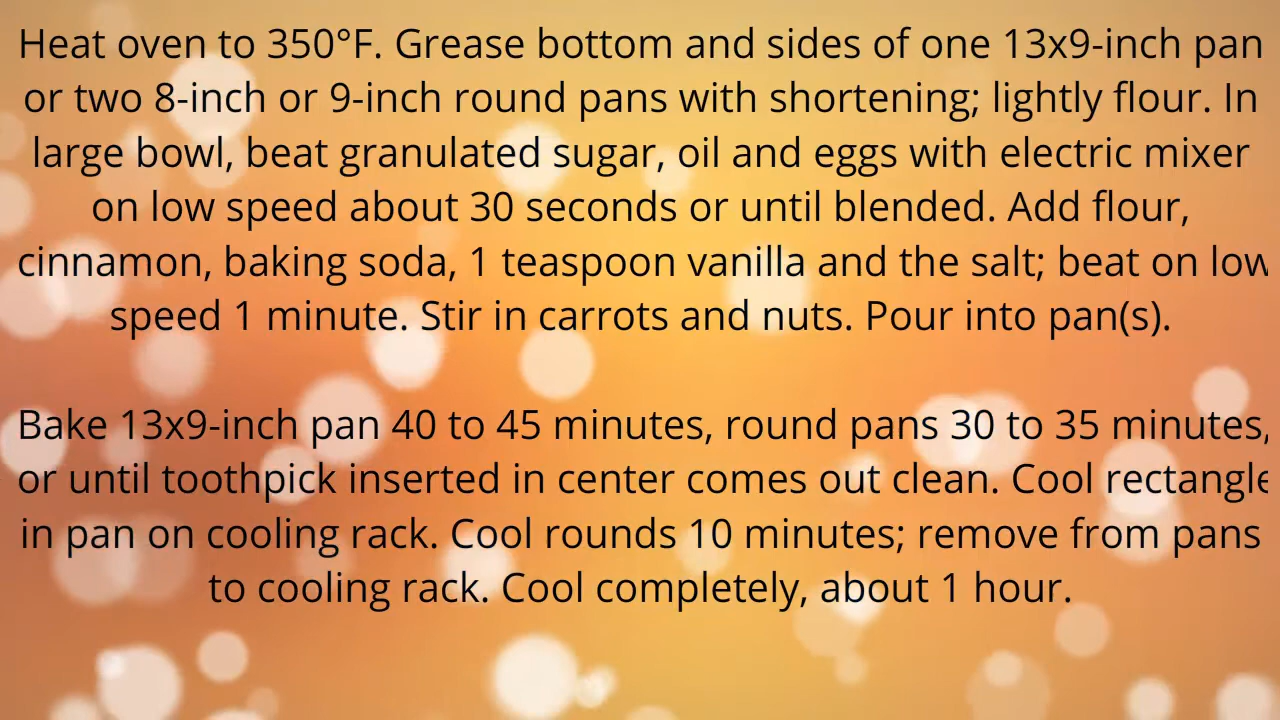 Heat oven to 350°F. Grease bottom and sides of one 13x9-inch pan
or two 8-inch or 9-inch round pans with shortening; lightly flour. In
large bowl, beat granulated sugar, oil and eggs with electric mixer
on low speed about 30 seconds or until blended. Add flour,
cinnamon, baking soda, 1 teaspoon vanilla and the salt; beat on low
speed 1 minute. Stir in carrots and nuts. Pour into pan(s).
Bake 13x9-inch pan 40 to 45 minutes, round pans 30 to 35 minutes,
or until toothpick inserted in center comes out clean. Cool rectangle
in pan on cooling rack. Cool rounds 10 minutes; remove from pans
to cooling rack. Cool completely, about 1 hour.